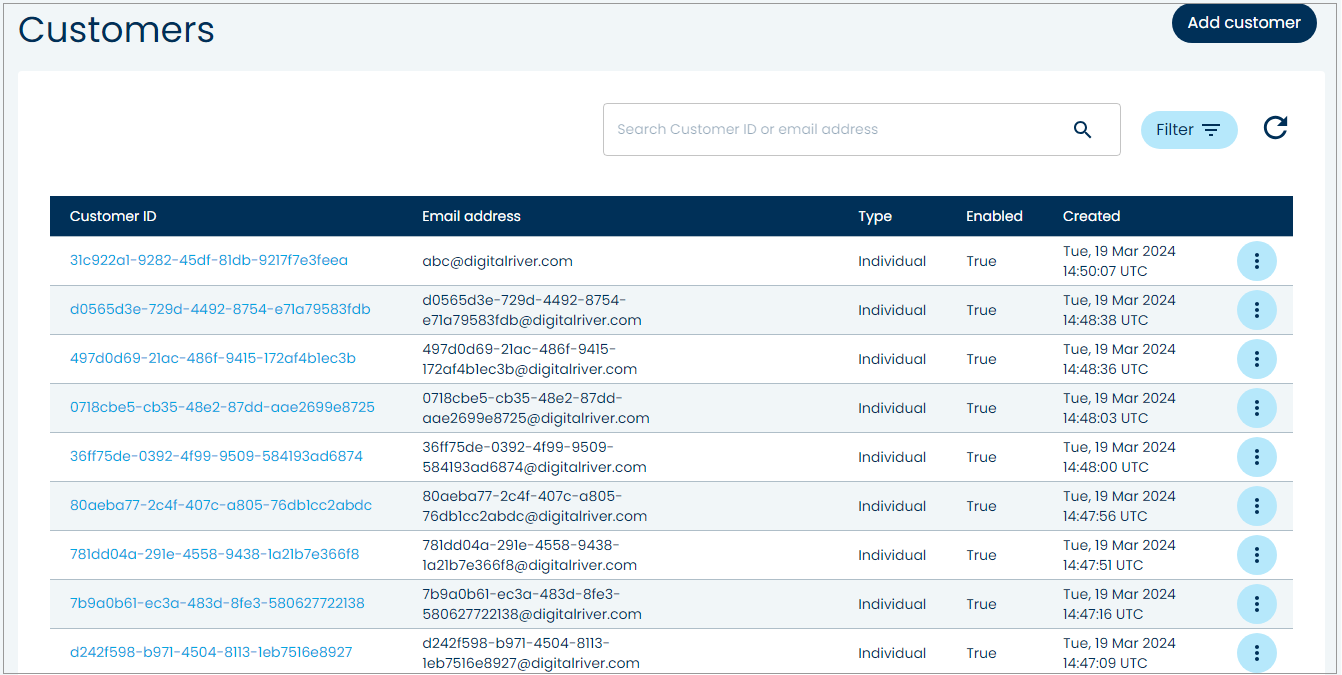 Customers
Add customer
Search Customer ID or email address
Filter
Customer ID Email address Type Enabled Created
31c922a1-9282-45df-81db-9217f7e3feea abc@digitalriver.com Individual True Tue, 19 Mar 2024
14:50:07 UTC
d0565d3e-729d-4492-8754-e71a79583fdb d0565d3e-729d-4492-8754- Individual True Tue, 19 Mar 2024
e71a79583fdb@digitalriver.com 14:48:38 UTC
497d0d69-21ac-486f-9415-172af4b1ec3b 497d0d69-21ac-486f-9415- Individual True Tue, 19 Mar 2024
172af4b1ec3b@digitalriver.com 14:48:36 UTC
0718cbe5-cb35-48e2-87dd-aae2699e8725 0718cbe5-cb35-48e2-87dd- Individual True Tue, 19 Mar 2024
aae2699e8725@digitalriver.com 14:48:03 UTC
36ff75de-0392-4f99-9509-584193ad6874 36ff75de-0392-4f99-9509- Individual True Tue, 19 Mar 2024
584193ad6874@digitalriver.com 14:48:00 UTC
80aeba77-2c4f-407c-a805-76db1cc2abdc 80aeba77-2c4f-407c-a805- Individual True Tue, 19 Mar 2024
76db1cc2abdc@digitalriver.com 14:47:56 UTC
781dd04a-291e-4558-9438-1a21b7e366f8 781dd04a-291e-4558-9438- Individual True Tue, 19 Mar 2024
1a21b7e366f8@digitalriver.com 14:47:51 UTC
7b9a0b61-ec3a-483d-8fe3-580627722138 7b9a0b61-ec3a-483d-8fe3- Individual True Tue, 19 Mar 2024
580627722138@digitalriver.com 14:47:16 UTC
d242f598-b971-4504-8113-1eb7516e8927 d242f598-b971-4504-8113- Individual True Tue, 19 Mar 2024
1eb7516e8927@digitalriver.com 14:47:09 UTC